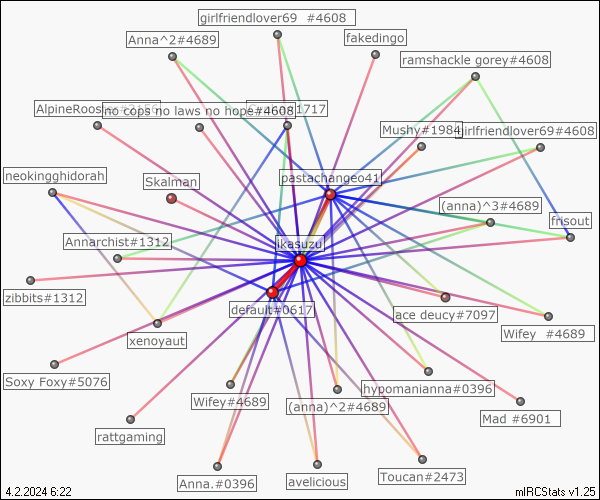 girlfriendlover69 #4608
Anna^2#4689
fakedingo
ramshackle gorey#4608
AlpineRoos
no cops no laws no hope#4608
1717
Mushy#1984
girlfriendlover69#4608
neokingghidorah
Skalman
pastachangeo41
(anna)^3#4689
frisout
Annarchist#1312
ikasuzu
zibbits#1312
default#0617
ace deucy#7097
Wifey #4689
xenoyaut
Soxy Foxy#5076
Wifey#4689
(anna)^2#4689
hypomanianna#0396
Mad #6901
rattgaming
Anna.#0396
avelicious
Toucan#2473
4.2.2024 6:22
mIRCStats v1.25